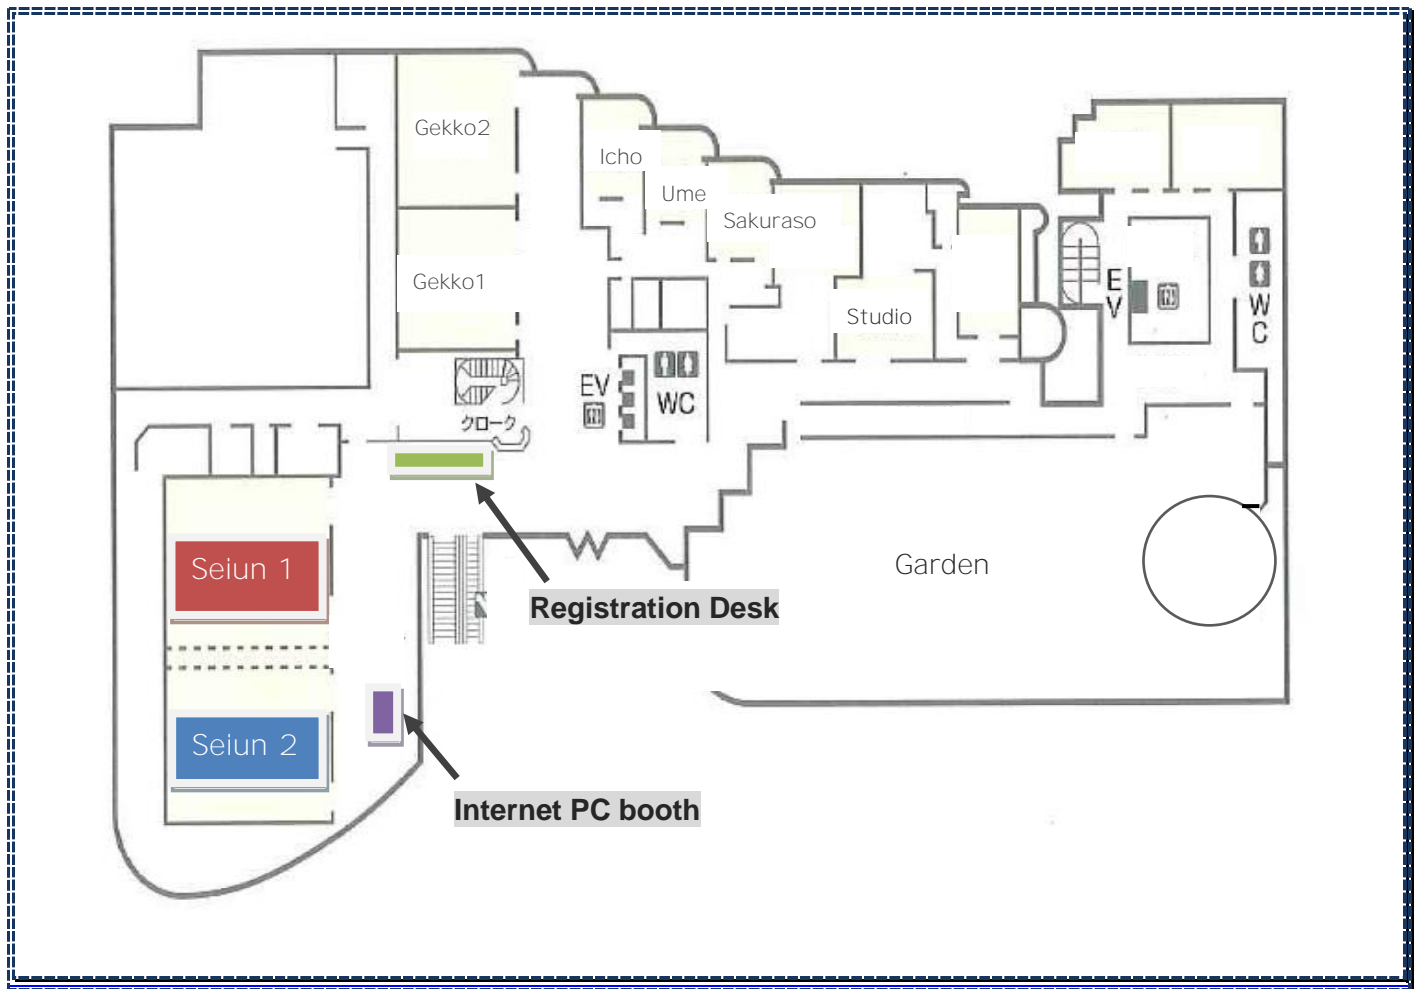 Gekko2
Icho
Ume
Sakuraso
Gekko1
Studio
EV
WC
EV
WC
クローク
Seiun 1
Garden
Registration Desk
Seiun 2
Internet PC booth